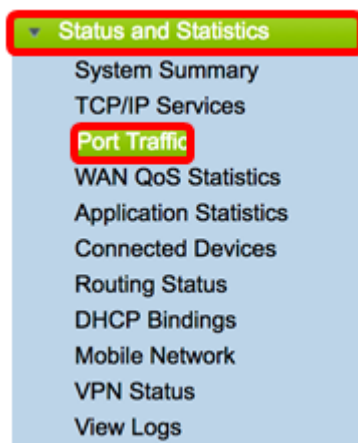 Status and Statistics
System Summary
TCP/IP Services
Port Traffic
WAN QoS Statistics
Application Statistics
Connected Devices
Routing Status
DHCP Bindings
Mobile Network
VPN Status
View Logs